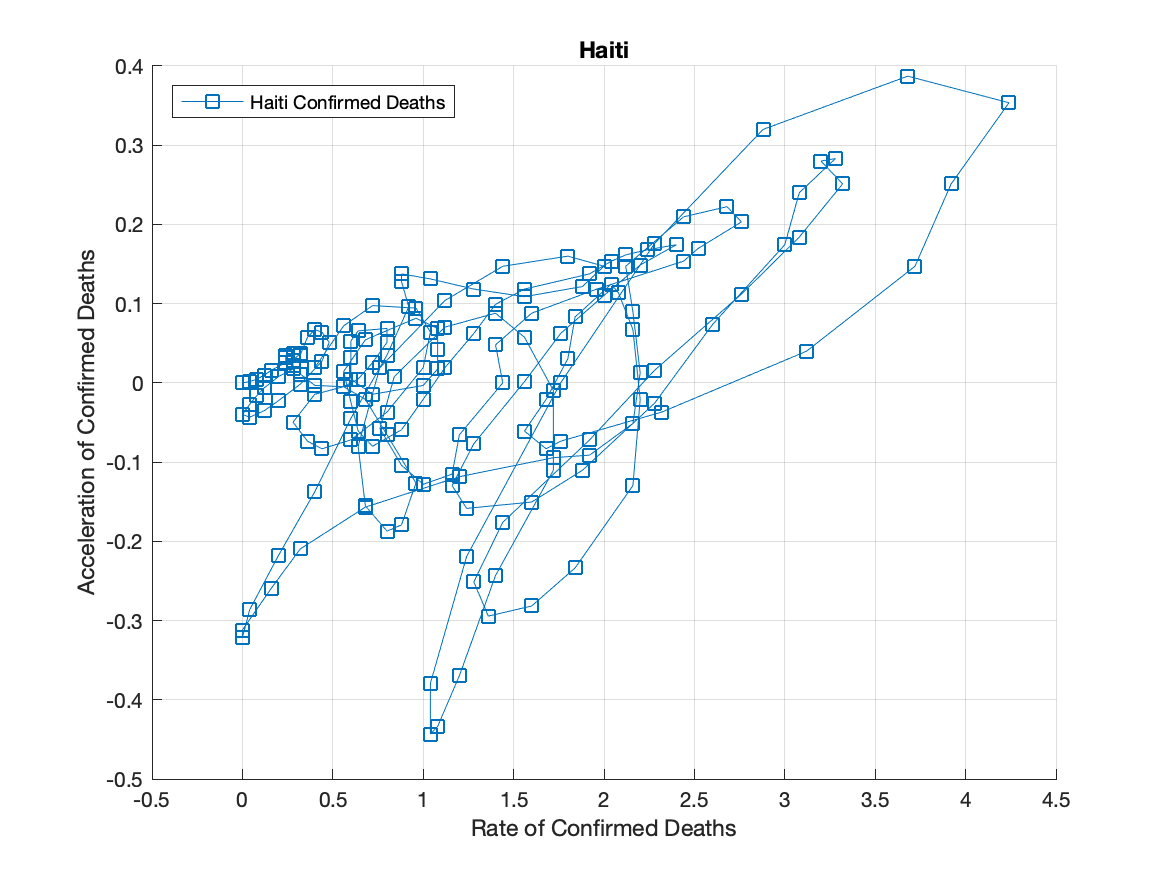 Haiti
Haiti Confirmed Deaths
0.4
0.3
0.2
0.1
0
-0.1
-0.2
-0.3
-0.4
-0.5
Acceleration of Confirmed Deaths
-0.5 0 0.5 1 1.5 2 2.5 3 3.5 4 4.5
Rate of Confirmed Deaths